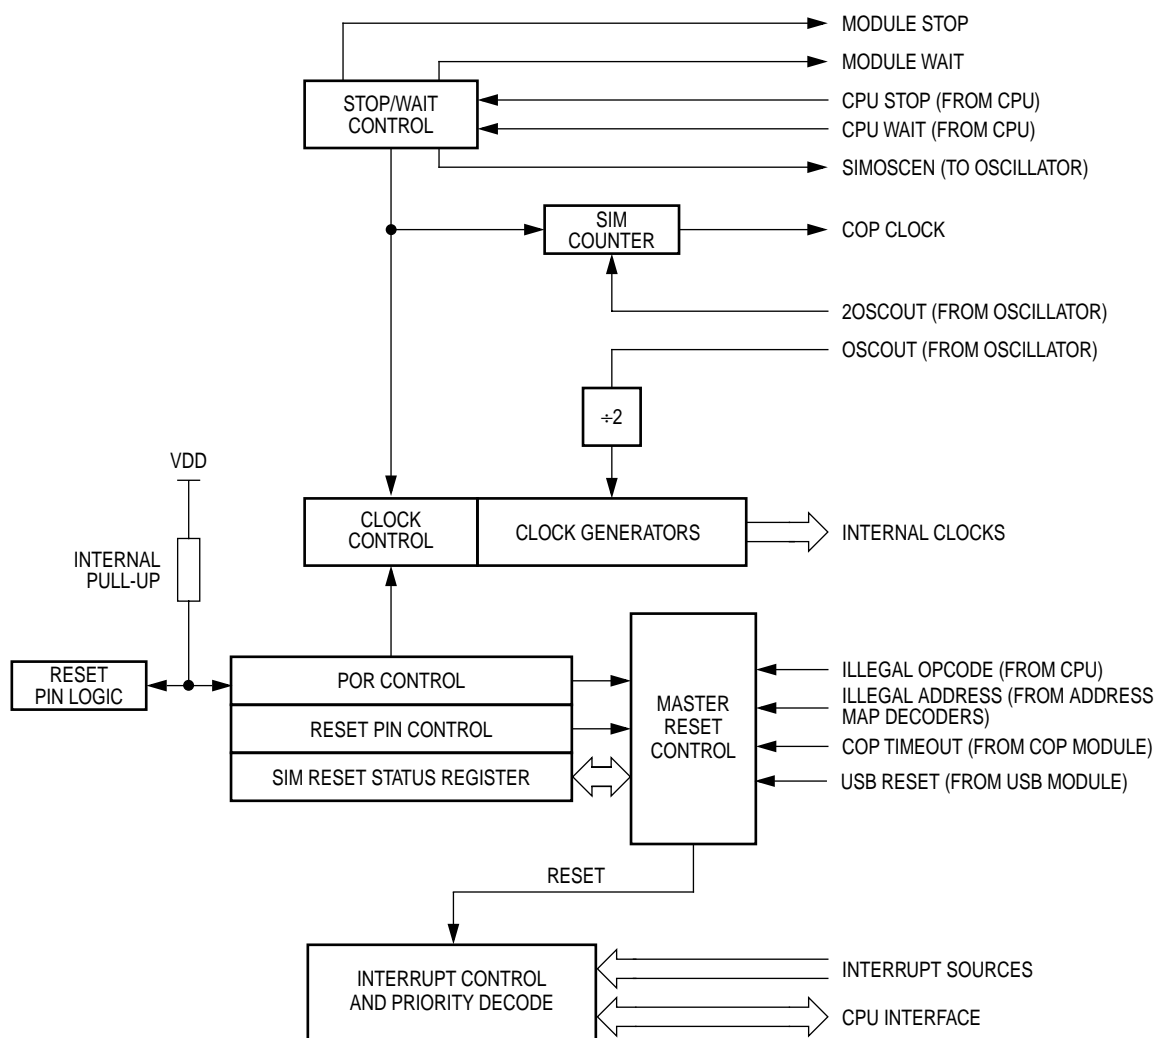 MODULE STOP
MODULE WAIT
STOP/WAIT
CONTROL
CPU STOP (FROM CPU)
CPU WAIT (FROM CPU)
SIMOSCEN (TO OSCILLATOR)
SIM
COUNTER
COP CLOCK
2OSCOUT (FROM OSCILLATOR)
OSCOUT (FROM OSCILLATOR)
÷2
VDD
CLOCK
CONTROL
CLOCK GENERATORS
INTERNAL CLOCKS
INTERNAL
PULL-UP
RESET
PIN LOGIC
POR CONTROL
RESET PIN CONTROL
SIM RESET STATUS REGISTER
MASTER
RESET
CONTROL
ILLEGAL OPCODE (FROM CPU)
ILLEGAL ADDRESS (FROM ADDRESS
MAP DECODERS)
COP TIMEOUT (FROM COP MODULE)
USB RESET (FROM USB MODULE)
RESET
INTERRUPT CONTROL
AND PRIORITY DECODE
INTERRUPT SOURCES
CPU INTERFACE